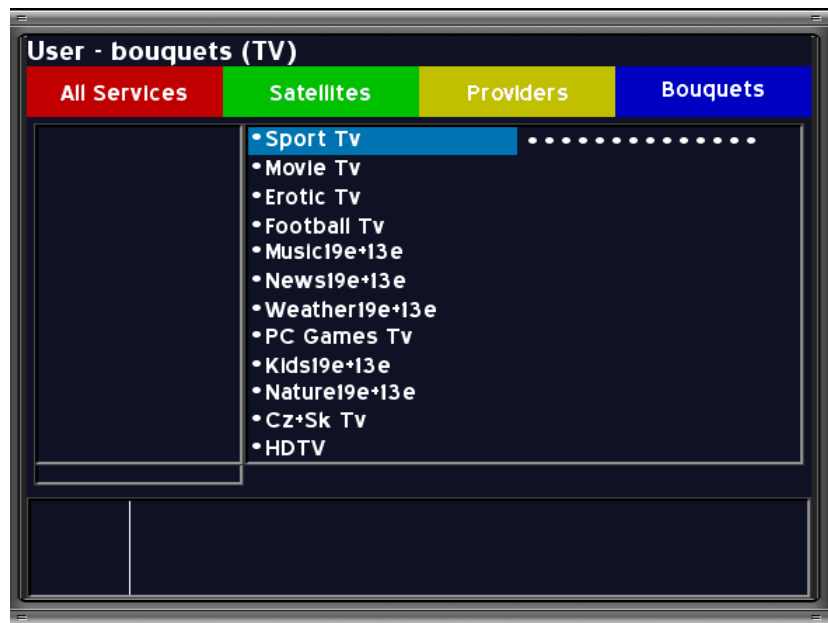 User - bouquets (TV)
All Services Satellites Providers Bouquets
•Sport Tv ••••••••••••••
•Movie Tv
•Erotic Tv
•Football Tv
•Music19e+13e
•News19e+13e
•Weather19e+13e
•PC Games Tv
•Kids19e+13e
•Nature19e+13e
•Cz+Sk Tv
•HDTV